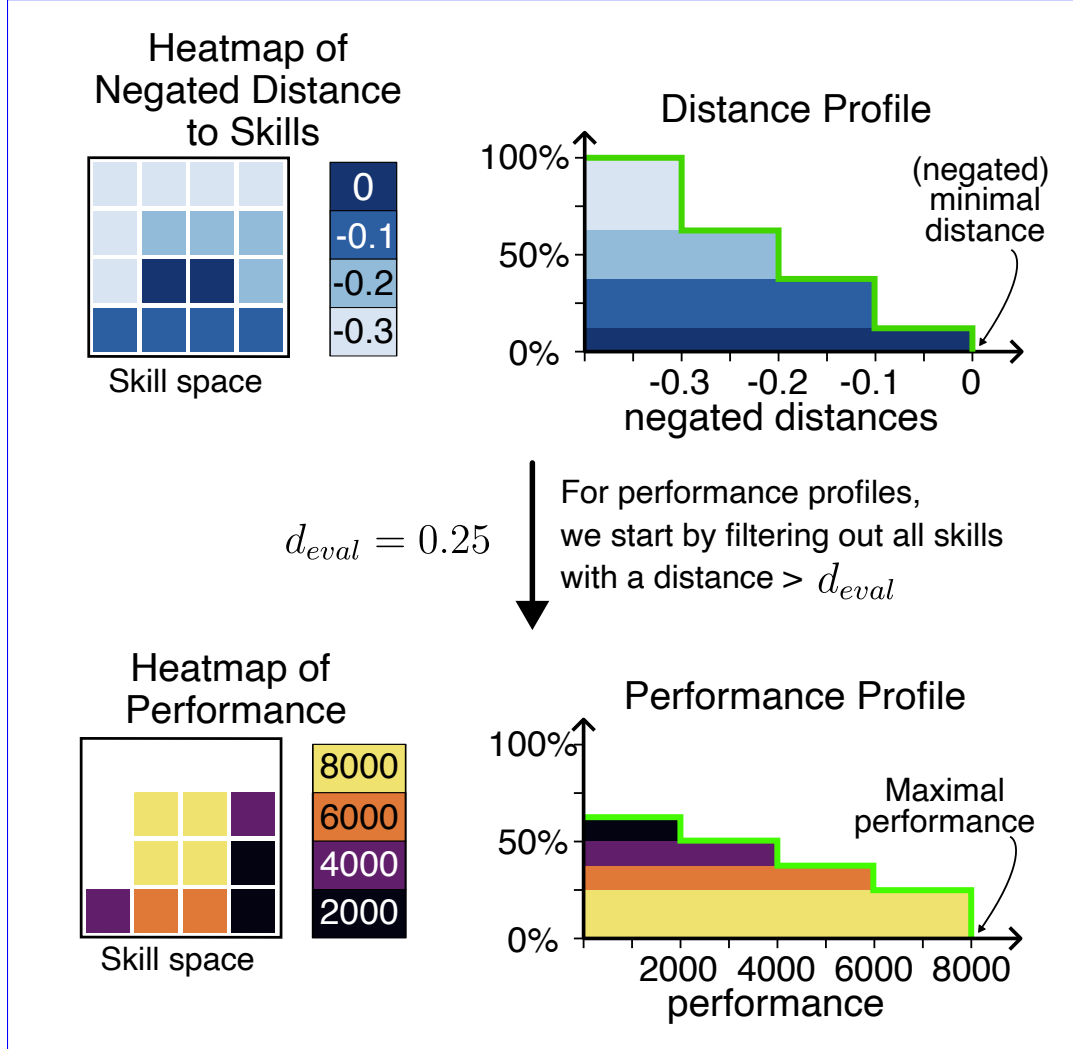 Heatmap of
Negated Distance
to Skills
0
-0.1
-0.2
-0.3
Skill space
Distance Profile
100%
50%
0%
(negated)
minimal
distance
-0.3 -0.2 -0.1 0
negated distances
d_eval = 0.25
For performance profiles,
we start by filtering out all skills
with a distance > d_eval
Heatmap of
Performance
8000
6000
4000
2000
Skill space
Performance Profile
100%
50%
0%
Maximal
performance
2000 4000 6000 8000
performance